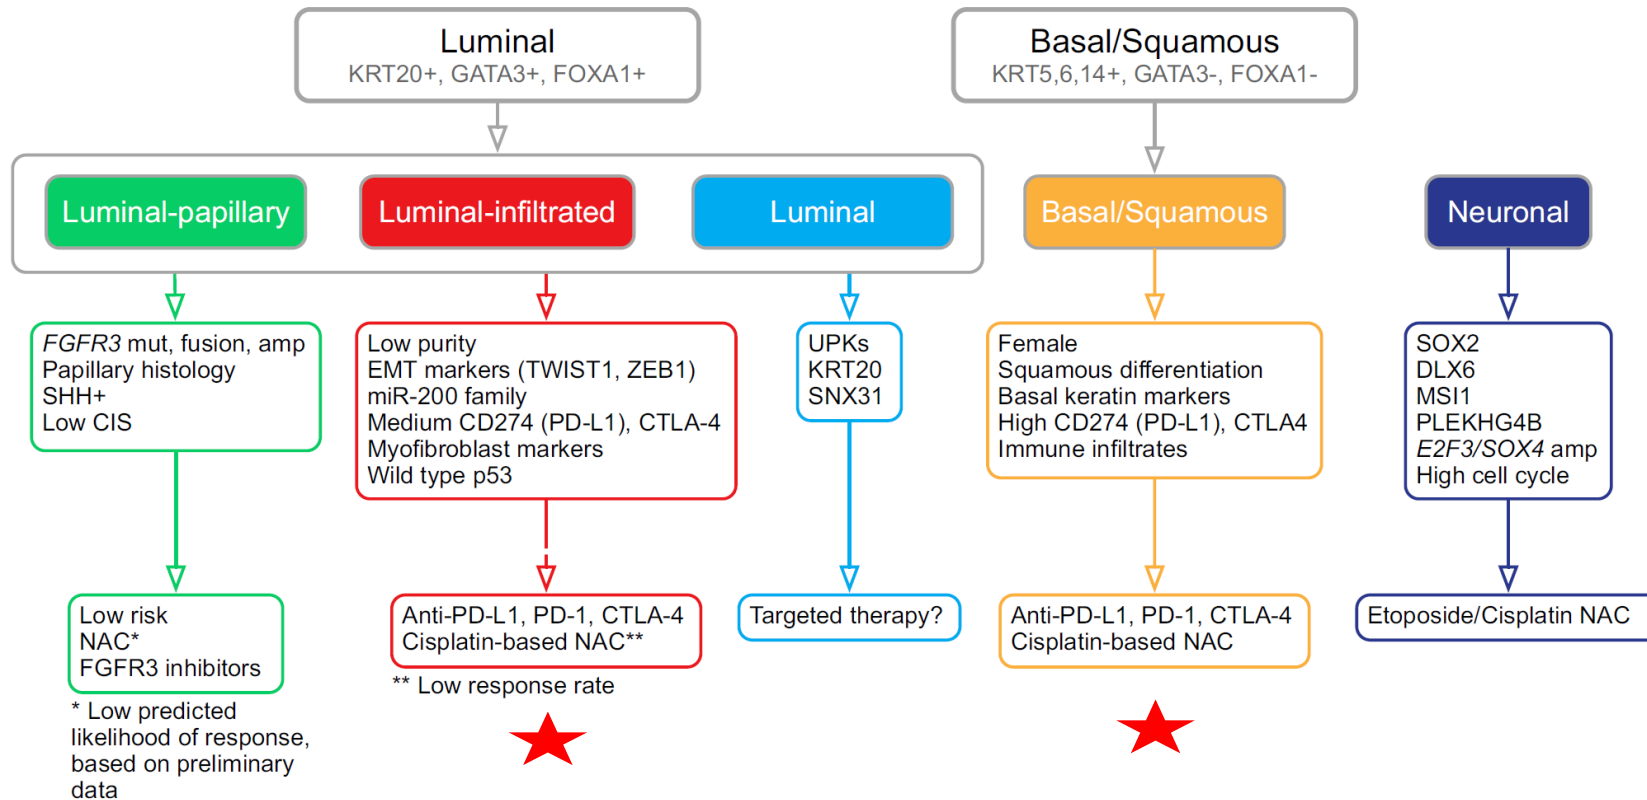 Luminal
KRT20+, GATA3+, FOXA1+
Basal/Squamous
KRT5,6,14+, GATA3-, FOXA1-
Luminal-papillary
Luminal-infiltrated
Luminal
Basal/Squamous
Neuronal
FGFR3 mut, fusion, amp
Papillary histology
SHH+
Low CIS
Low purity
EMT markers (TWIST1, ZEB1)
miR-200 family
Medium CD274 (PD-L1), CTLA-4
Myofibroblast markers
Wild type p53
UPKs
KRT20
SNX31
Female
Squamous differentiation
Basal keratin markers
High CD274 (PD-L1), CTLA4
Immune infiltrates
SOX2
DLX6
MSI1
PLEKHG4B
E2F3/SOX4 amp
High cell cycle
Low risk
NAC*
FGFR3 inhibitors
* Low predicted
likelihood of response,
based on preliminary
data
Anti-PD-L1, PD-1, CTLA-4
Cisplatin-based NAC**
** Low response rate
Targeted therapy?
Anti-PD-L1, PD-1, CTLA-4
Cisplatin-based NAC
Etoposide/Cisplatin NAC